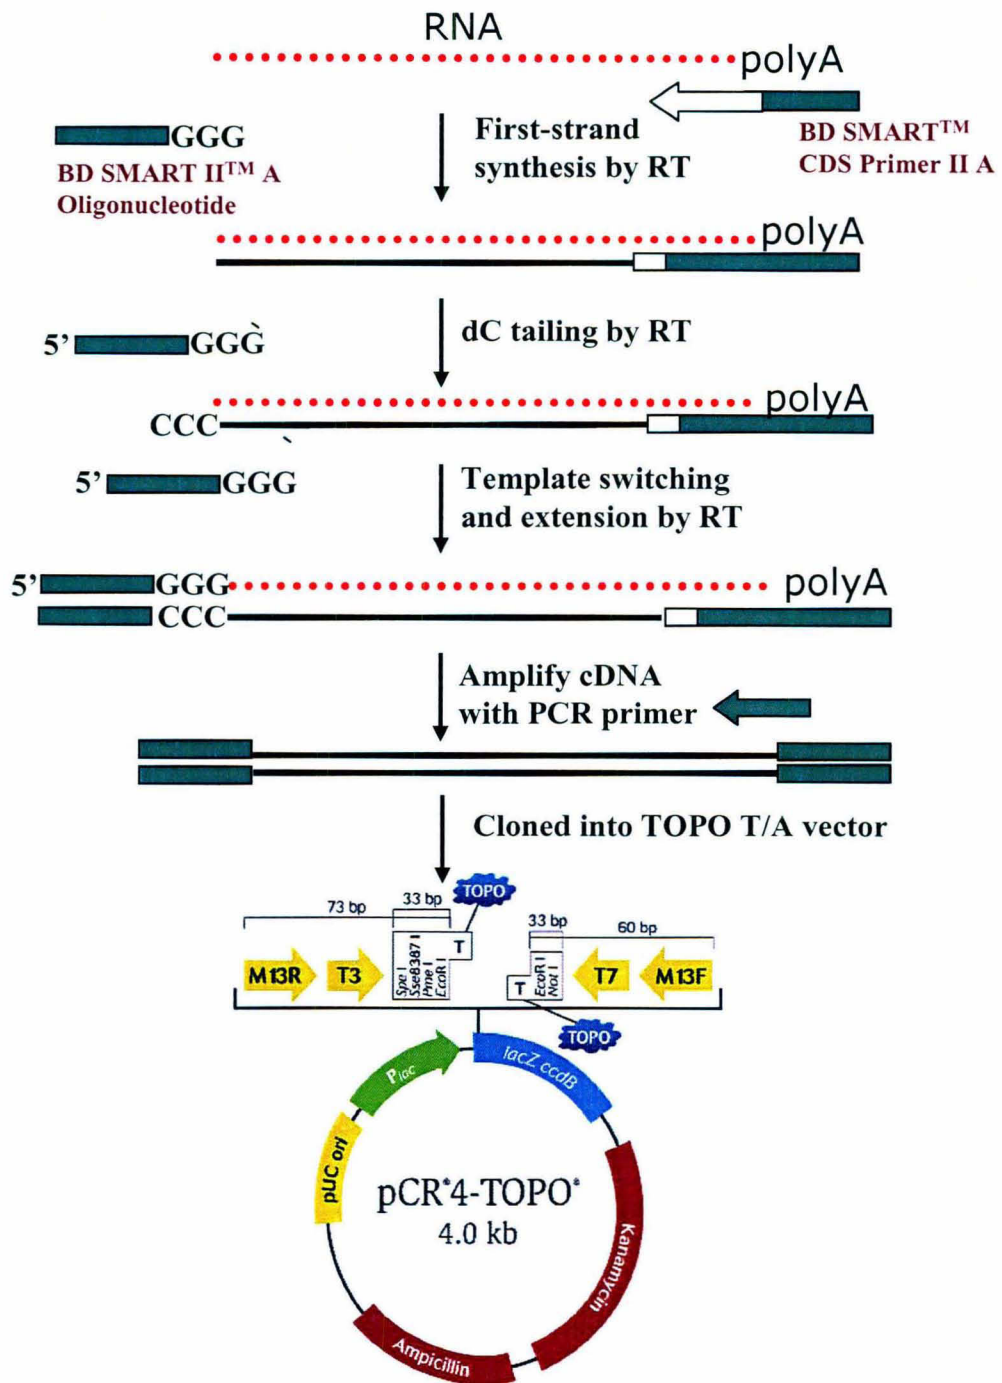 RNA
polyA
GGG
BD SMART II™ A
Oligonucleotide
First-strand
synthesis by RT
BD SMART™
CDS Primer II A
polyA
5’
GGG
dC tailing by RT
polyA
CCC
5’
GGG
Template switching
and extension by RT
5’
GGG
polyA
CCC
Amplify cDNA
with PCR primer
Cloned into TOPO T/A vector
TOPO
33 bp
73 bp
33 bp
60 bp
M13R
T3
Spe I
Sse8387 I
Pme I
EcoR I
T
T
EcoR I
Not I
T7
M13F
TOPO
Plac
lacZ ccdB
pUC ori
pCR®4-TOPO®
4.0 kb
Kanamycin
Ampicillin